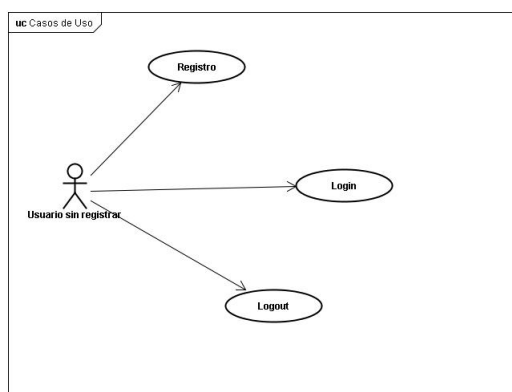 uc Casos de Uso
Registro
Login
Usuario sin registrar
Logout